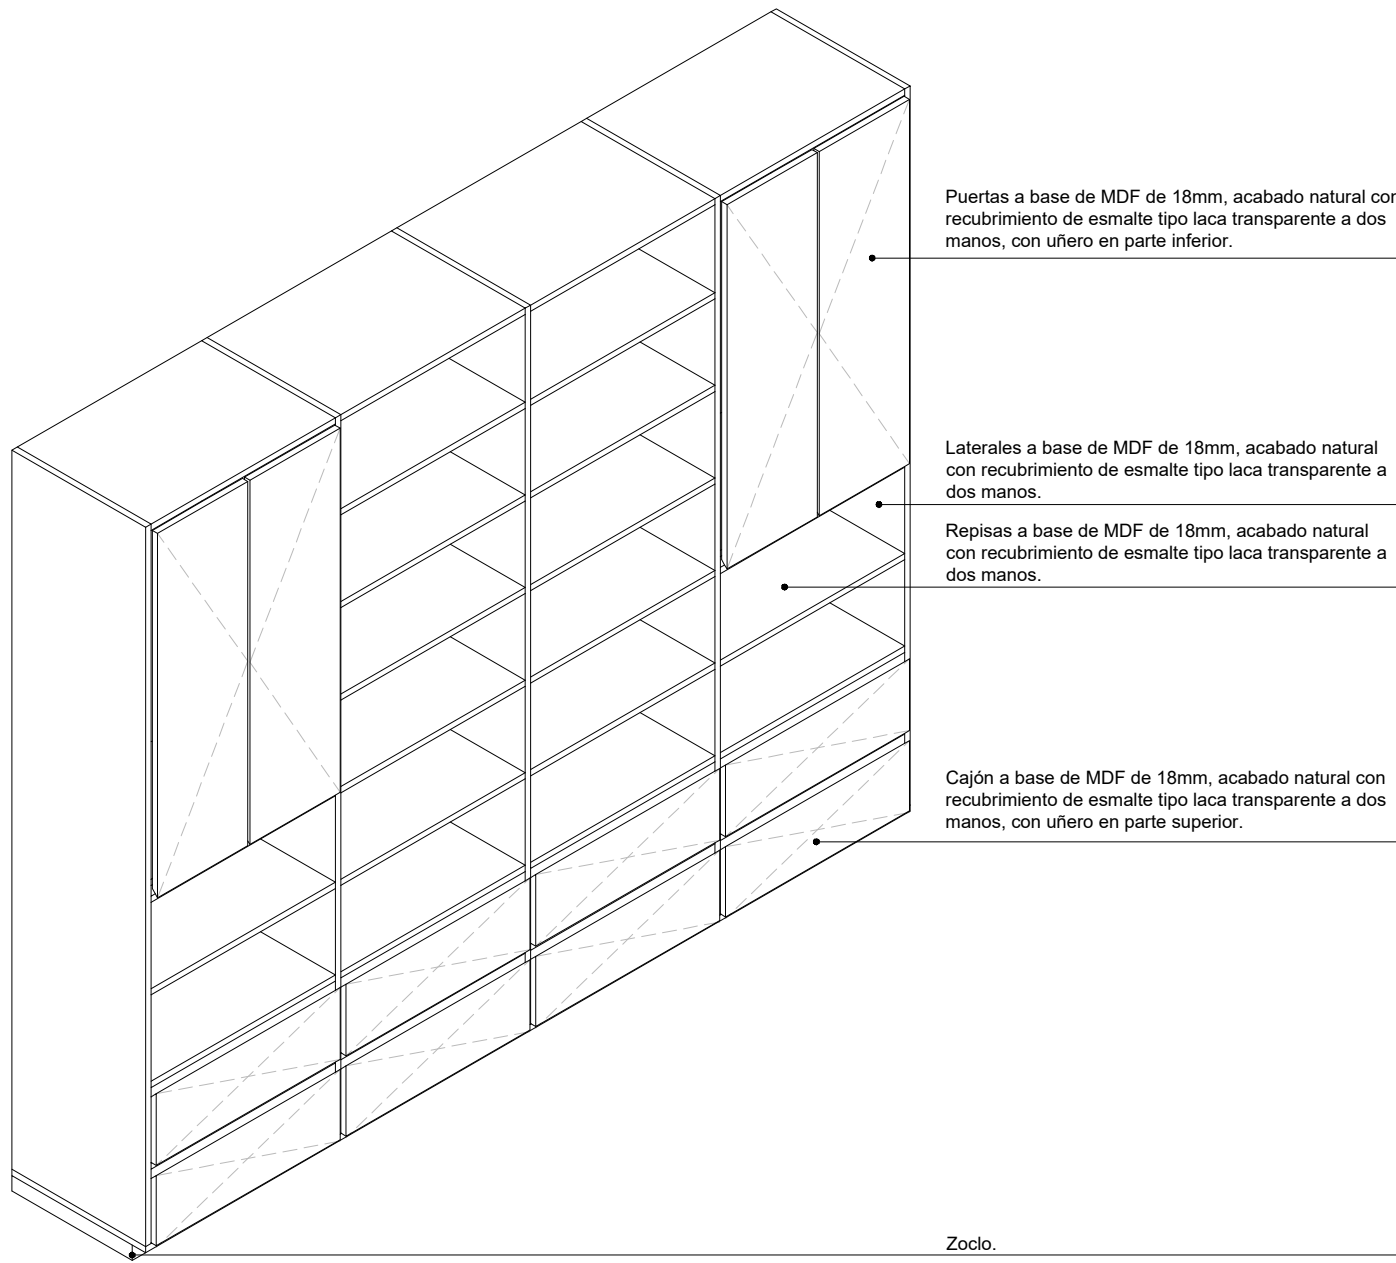 Puertas a base de MDF de 18mm, acabado natural con
recubrimiento de esmalte tipo laca transparente a dos
manos, con uñero en parte inferior.
Laterales a base de MDF de 18mm, acabado natural
con recubrimiento de esmalte tipo laca transparente a
dos manos.
Repisas a base de MDF de 18mm, acabado natural
con recubrimiento de esmalte tipo laca transparente a
dos manos.
Cajón a base de MDF de 18mm, acabado natural con
recubrimiento de esmalte tipo laca transparente a dos
manos, con uñero en parte superior.
Zoclo.